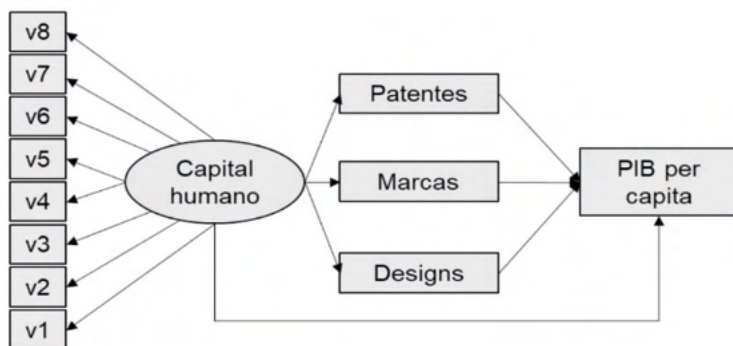 v8
v7
v6
v5
v4
v3
v2
v1
Capital
humano
Patentes
Marcas
Designs
PIB per
capita